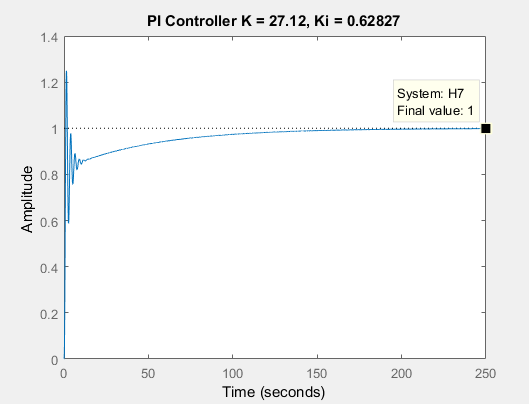 PI Controller K = 27.12, Ki = 0.62827
1.4
1.2
1
0.8
0.6
0.4
0.2
0
Amplitude
System: H7
Final value: 1
0 50 100 150 200 250
Time (seconds)